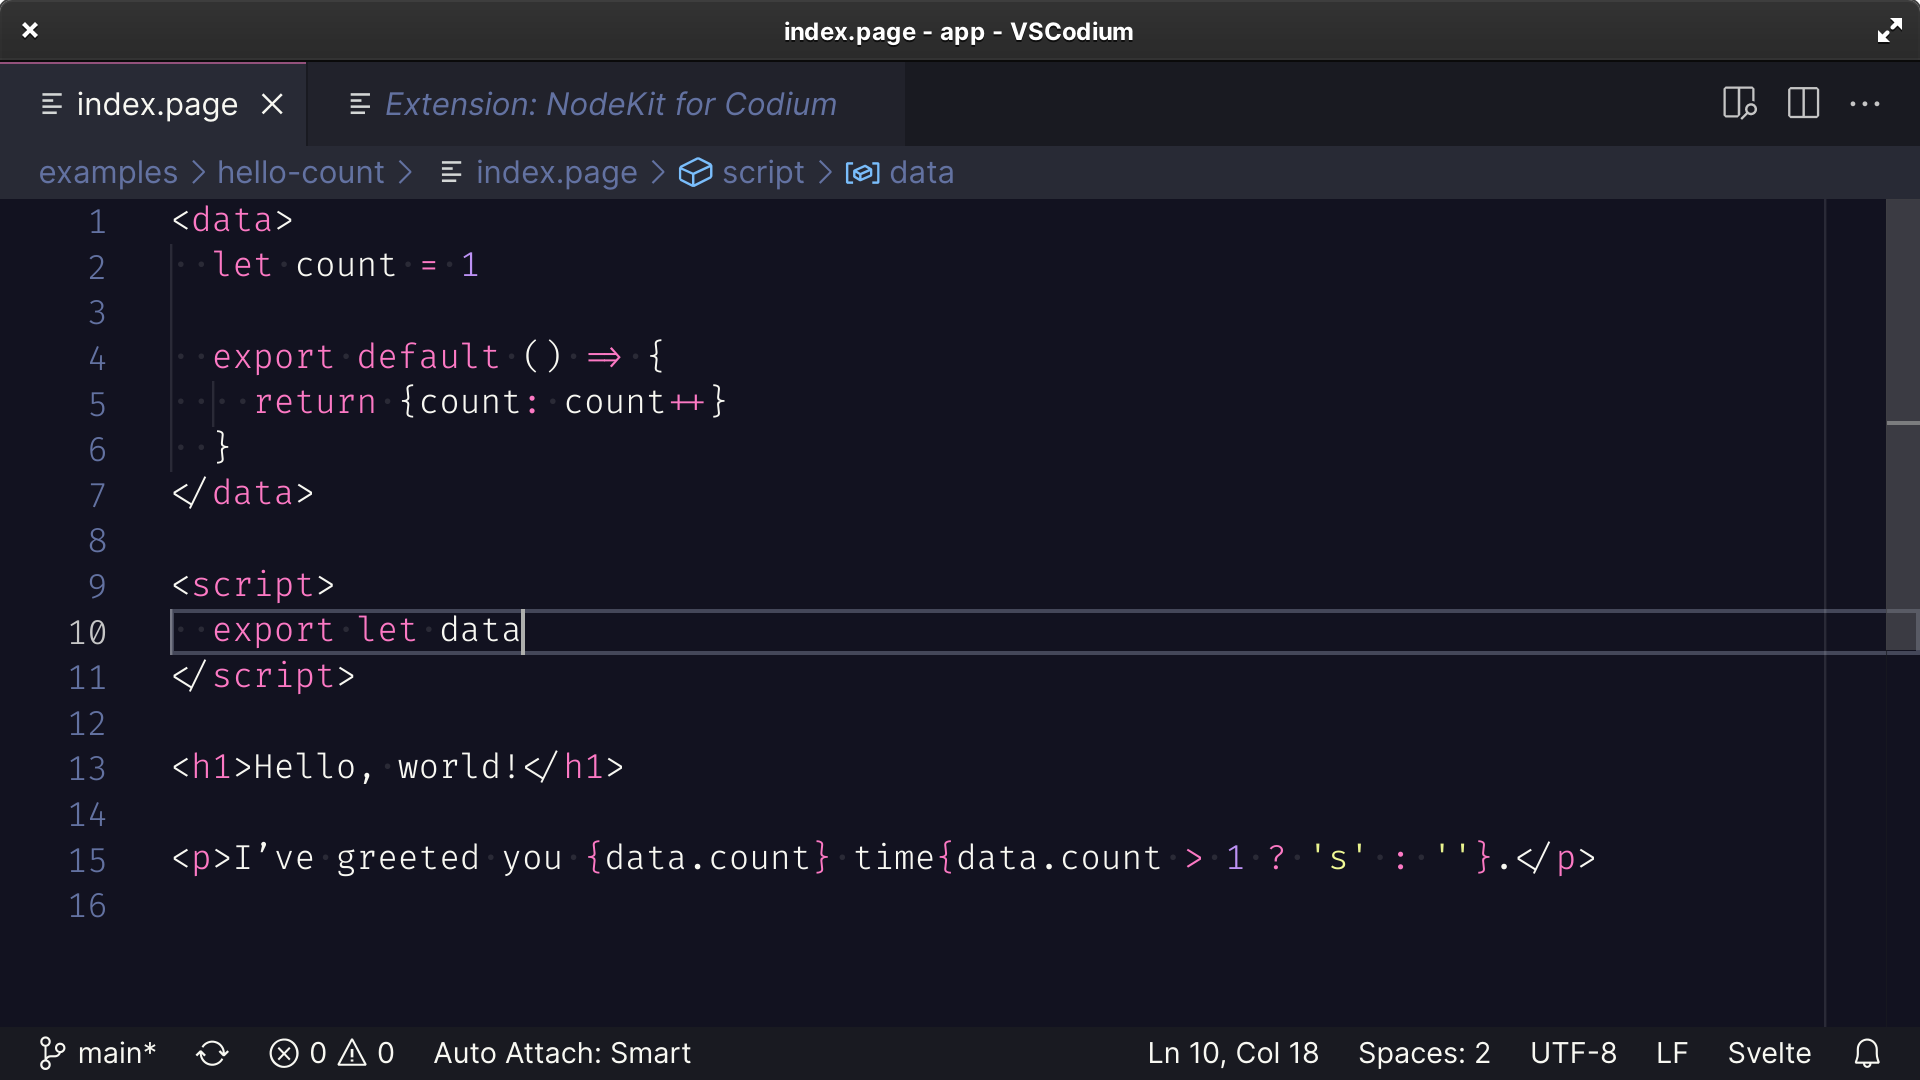 index.page - app - VSCodium
index.page
Extension: NodeKit for Codium
examples > hello-count > index.page > script > data
1 <data>
2 let count = 1
3
4 export default () => {
5 return {count: count++}
6 }
7 </data>
8
9 <script>
10 export let data
11 </script>
12
13 <h1>Hello, world!</h1>
14
15 <p>I’ve greeted you {data.count} time{data.count > 1 ? 's' : ''}.</p>
16
main* 0 0 Auto Attach: Smart Ln 10, Col 18 Spaces: 2 UTF-8 LF Svelte